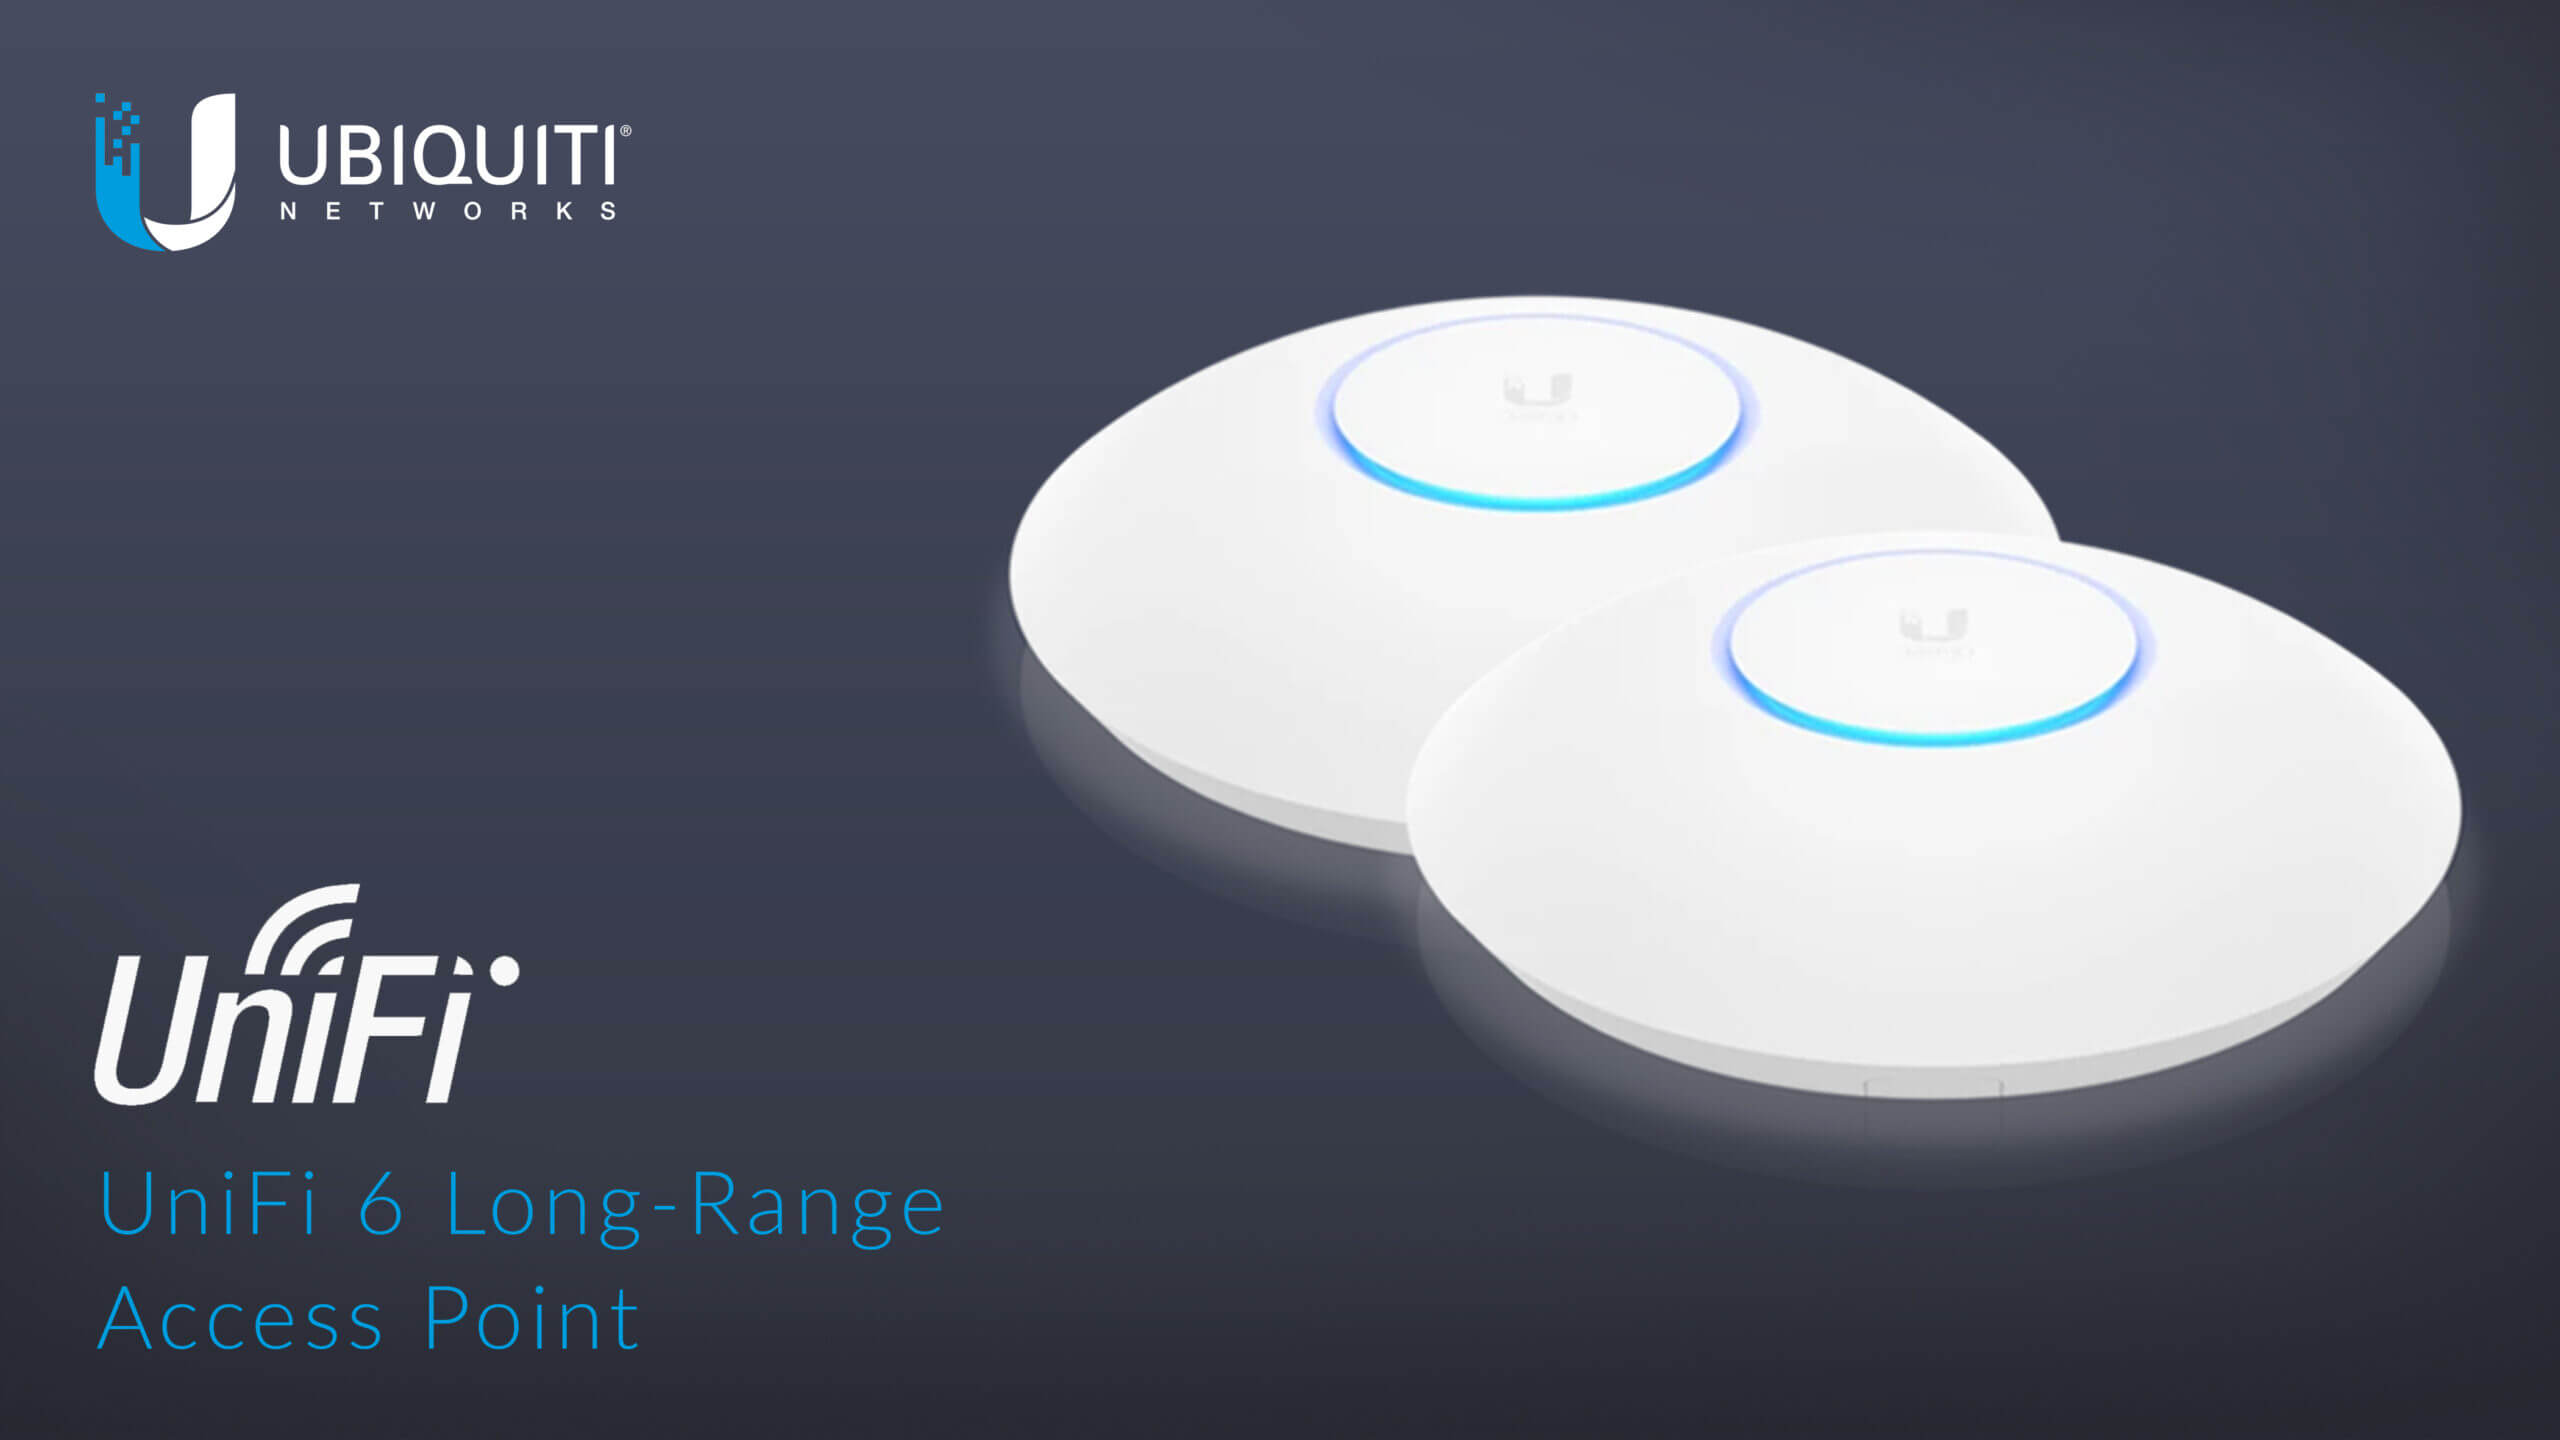 UBIQUITI®
NETWORKS
UniFi
UniFi 6 Long-Range
Access Point